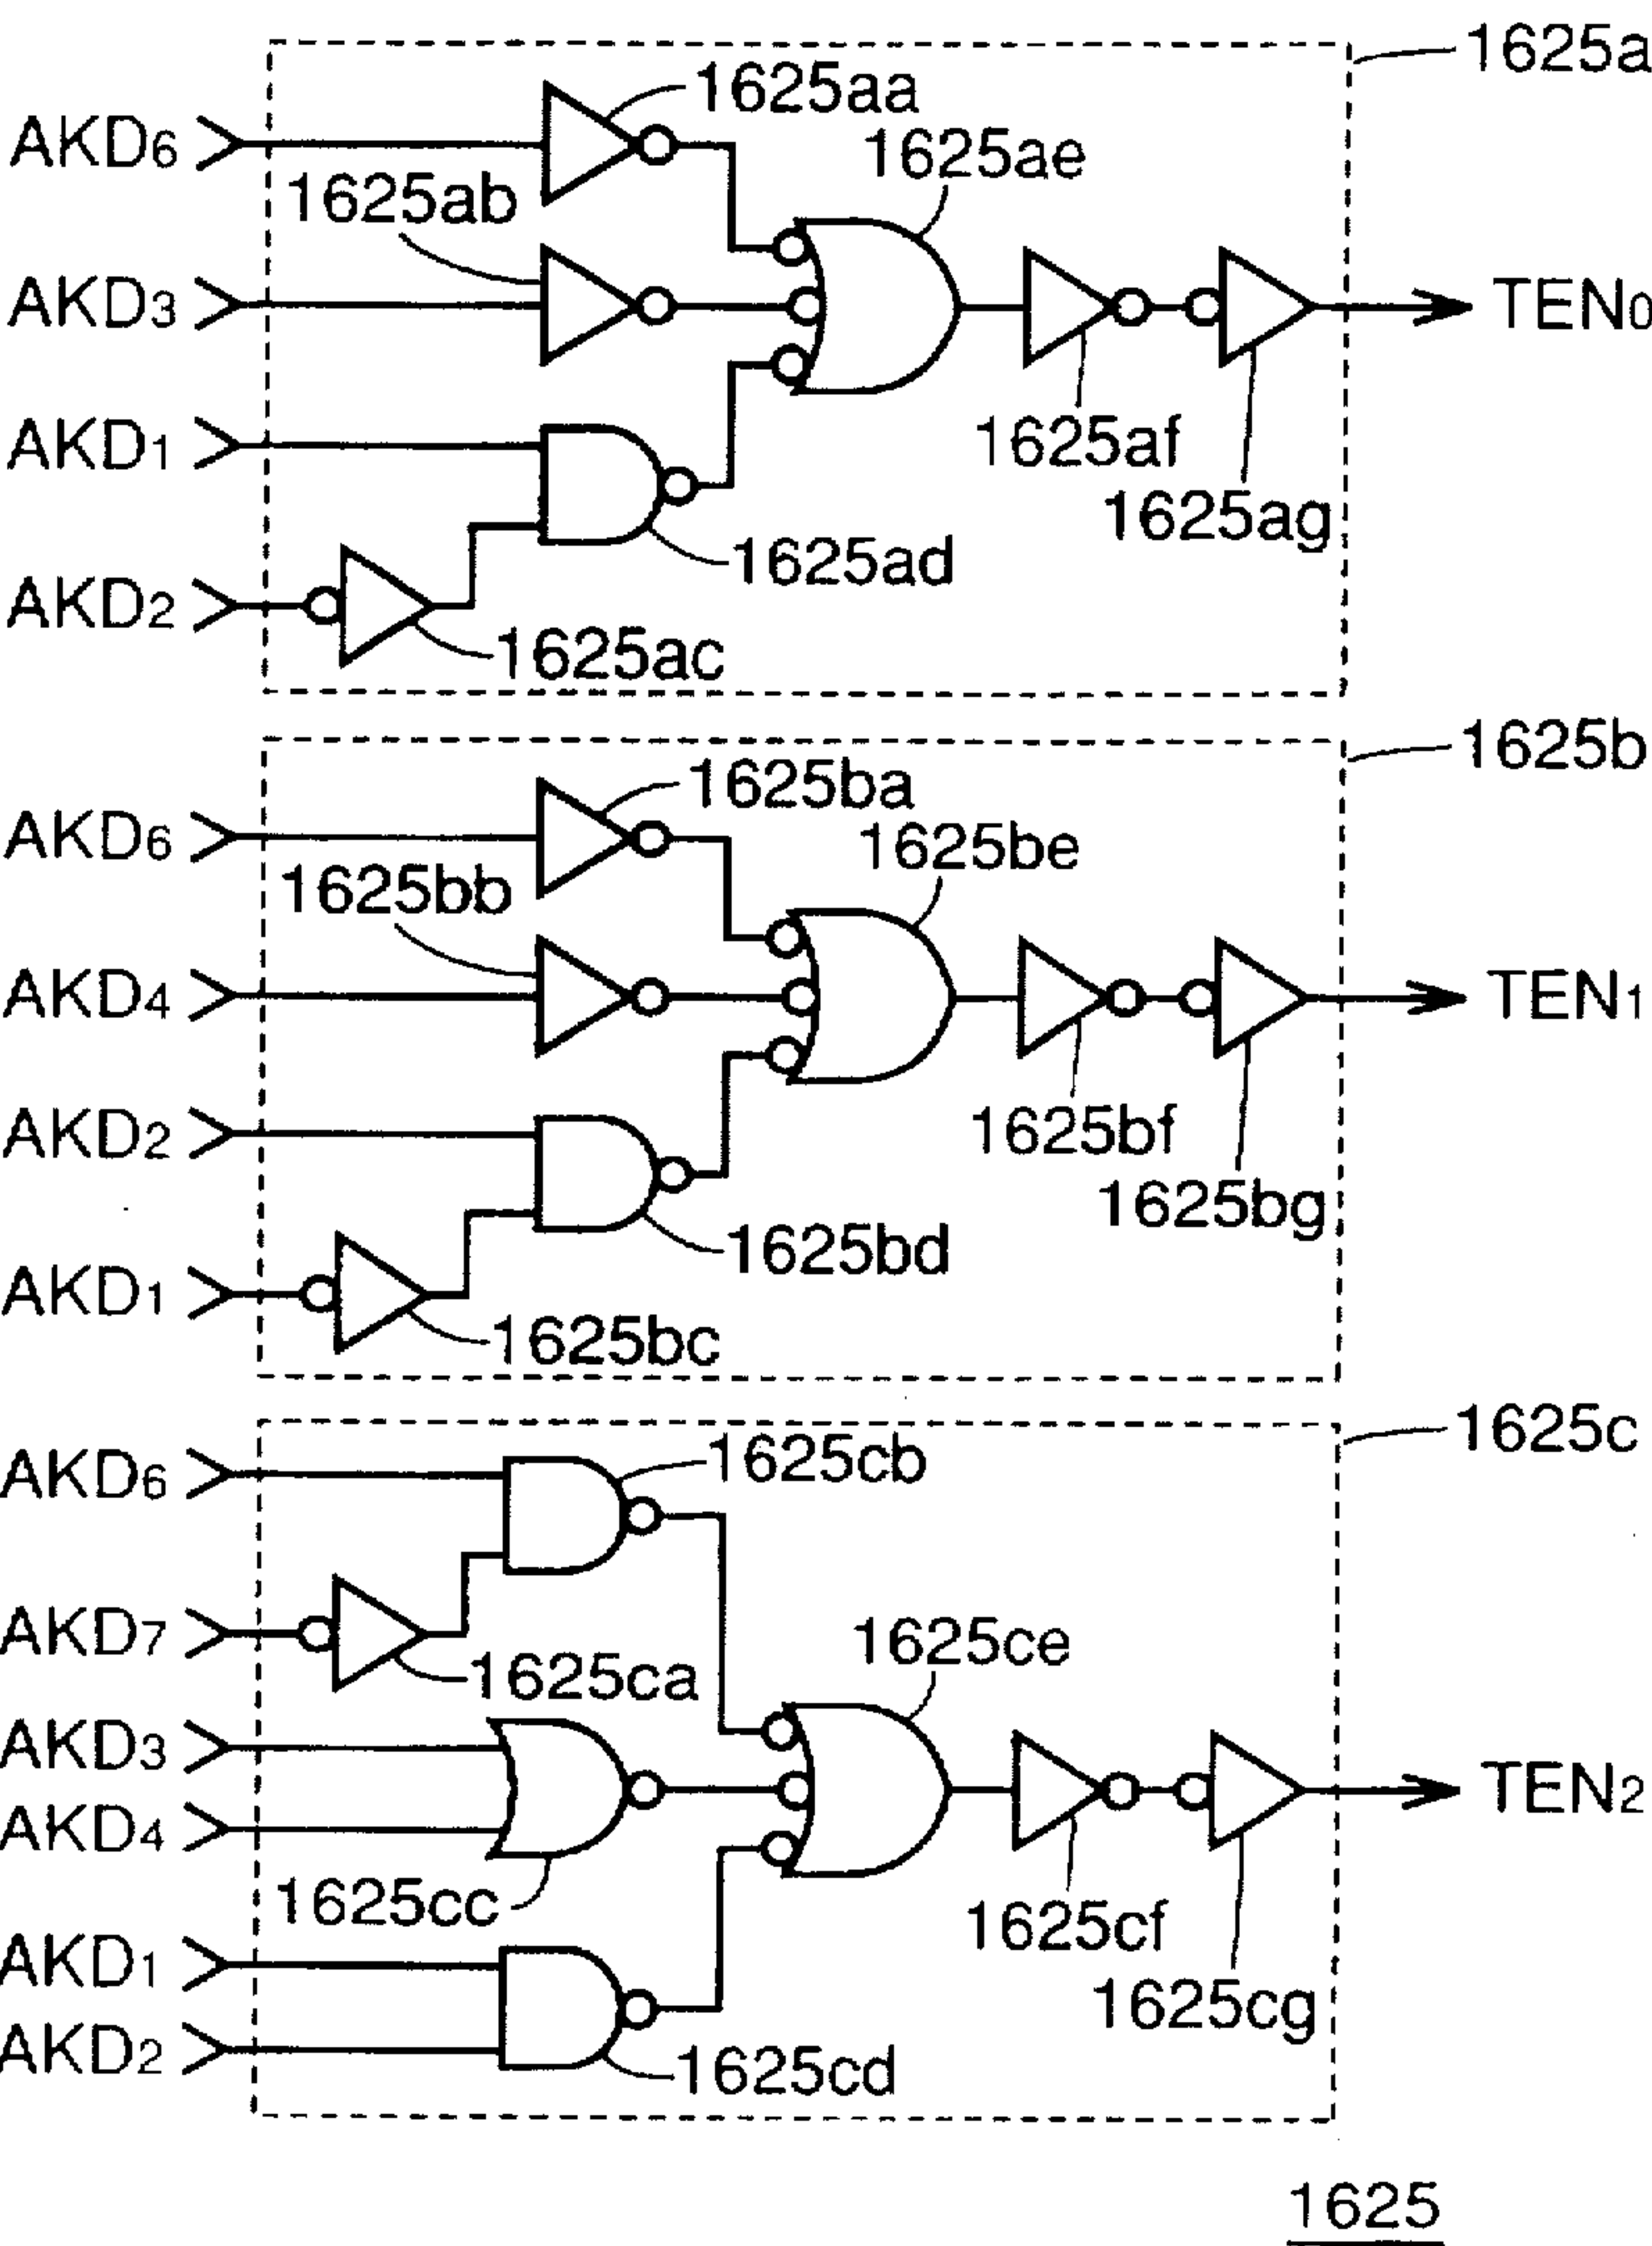 1625a
1625aa
AKD6
1625ae
1625ab
AKD3
TEN0
AKD1
1625af
1625ag
1625ad
AKD2
1625ac
1625b
1625ba
AKD6
1625be
1625bb
AKD4
TEN1
AKD2
1625bf
1625bg
1625bd
AKD1
1625bc
1625c
1625cb
AKD6
AKD7
1625ce
1625ca
AKD3
TEN2
AKD4
1625cc
1625cf
AKD1
1625cg
AKD2
1625cd
1625